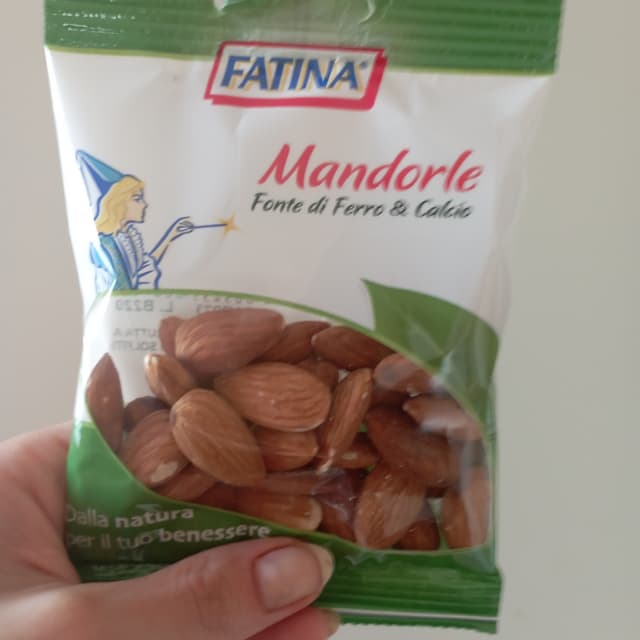 FATINA®
Mandorle
Fonte di Ferro & Calcio
Dalla natura
per il tuo benessere